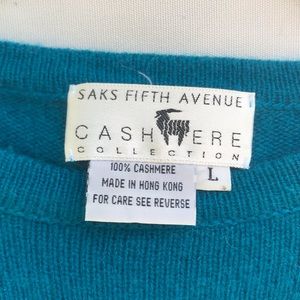 SAKS FIFTH AVENUE
CASHMERE
COLLECTION
100% CASHMERE
MADE IN HONG KONG
FOR CARE SEE REVERSE
L